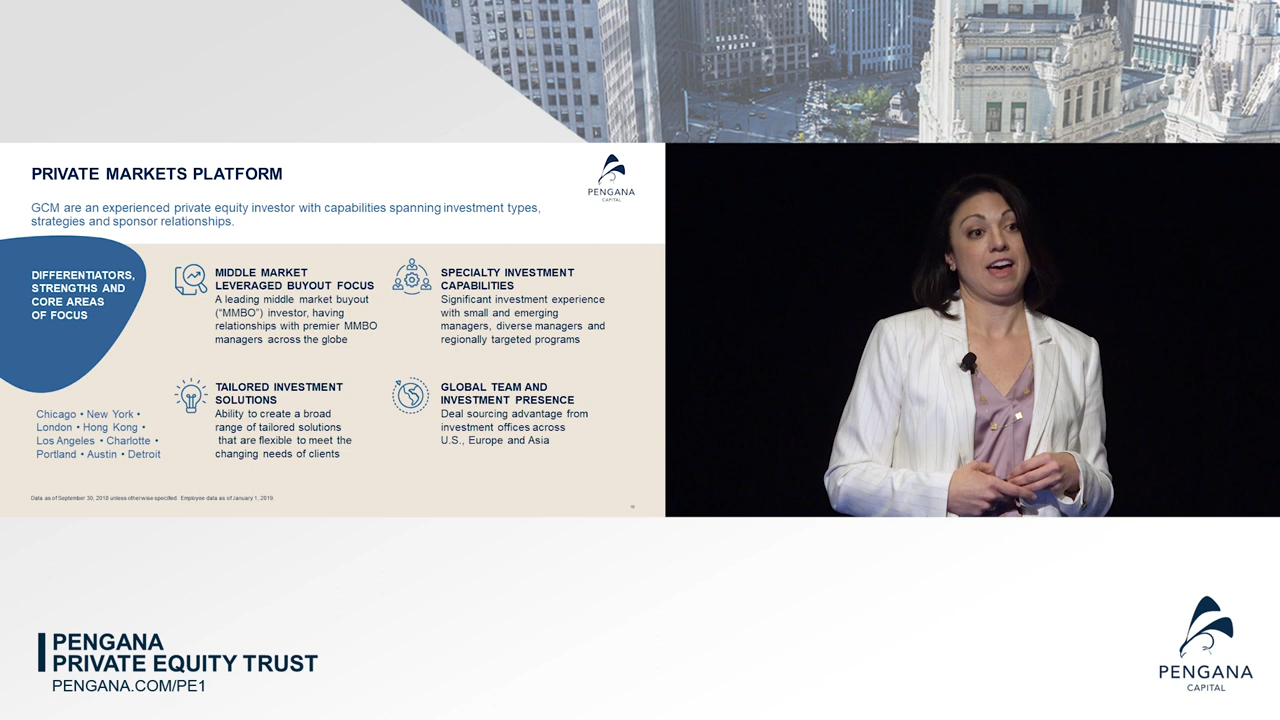 PRIVATE MARKETS PLATFORM
PENGANA
CAPITAL
GCM are an experienced private equity investor with capabilities spanning investment types,
strategies and sponsor relationships.
DIFFERENTIATORS,
STRENGTHS AND
CORE AREAS
OF FOCUS
MIDDLE MARKET
LEVERAGED BUYOUT FOCUS
A leading middle market buyout
(“MMBO”) investor, having
relationships with premier MMBO
managers across the globe
SPECIALTY INVESTMENT
CAPABILITIES
Significant investment experience
with small and emerging
managers, diverse managers and
regionally targeted programs
TAILORED INVESTMENT
SOLUTIONS
Ability to create a broad
range of tailored solutions
that are flexible to meet the
changing needs of clients
GLOBAL TEAM AND
INVESTMENT PRESENCE
Deal sourcing advantage from
investment offices across
U.S., Europe and Asia
Chicago • New York •
London • Hong Kong •
Los Angeles • Charlotte •
Portland • Austin • Detroit
Data as of September 30, 2018 unless otherwise specified. Employee data as of January 1, 2019.
PENGANA
PRIVATE EQUITY TRUST
PENGANA.COM/PE1
PENGANA
CAPITAL